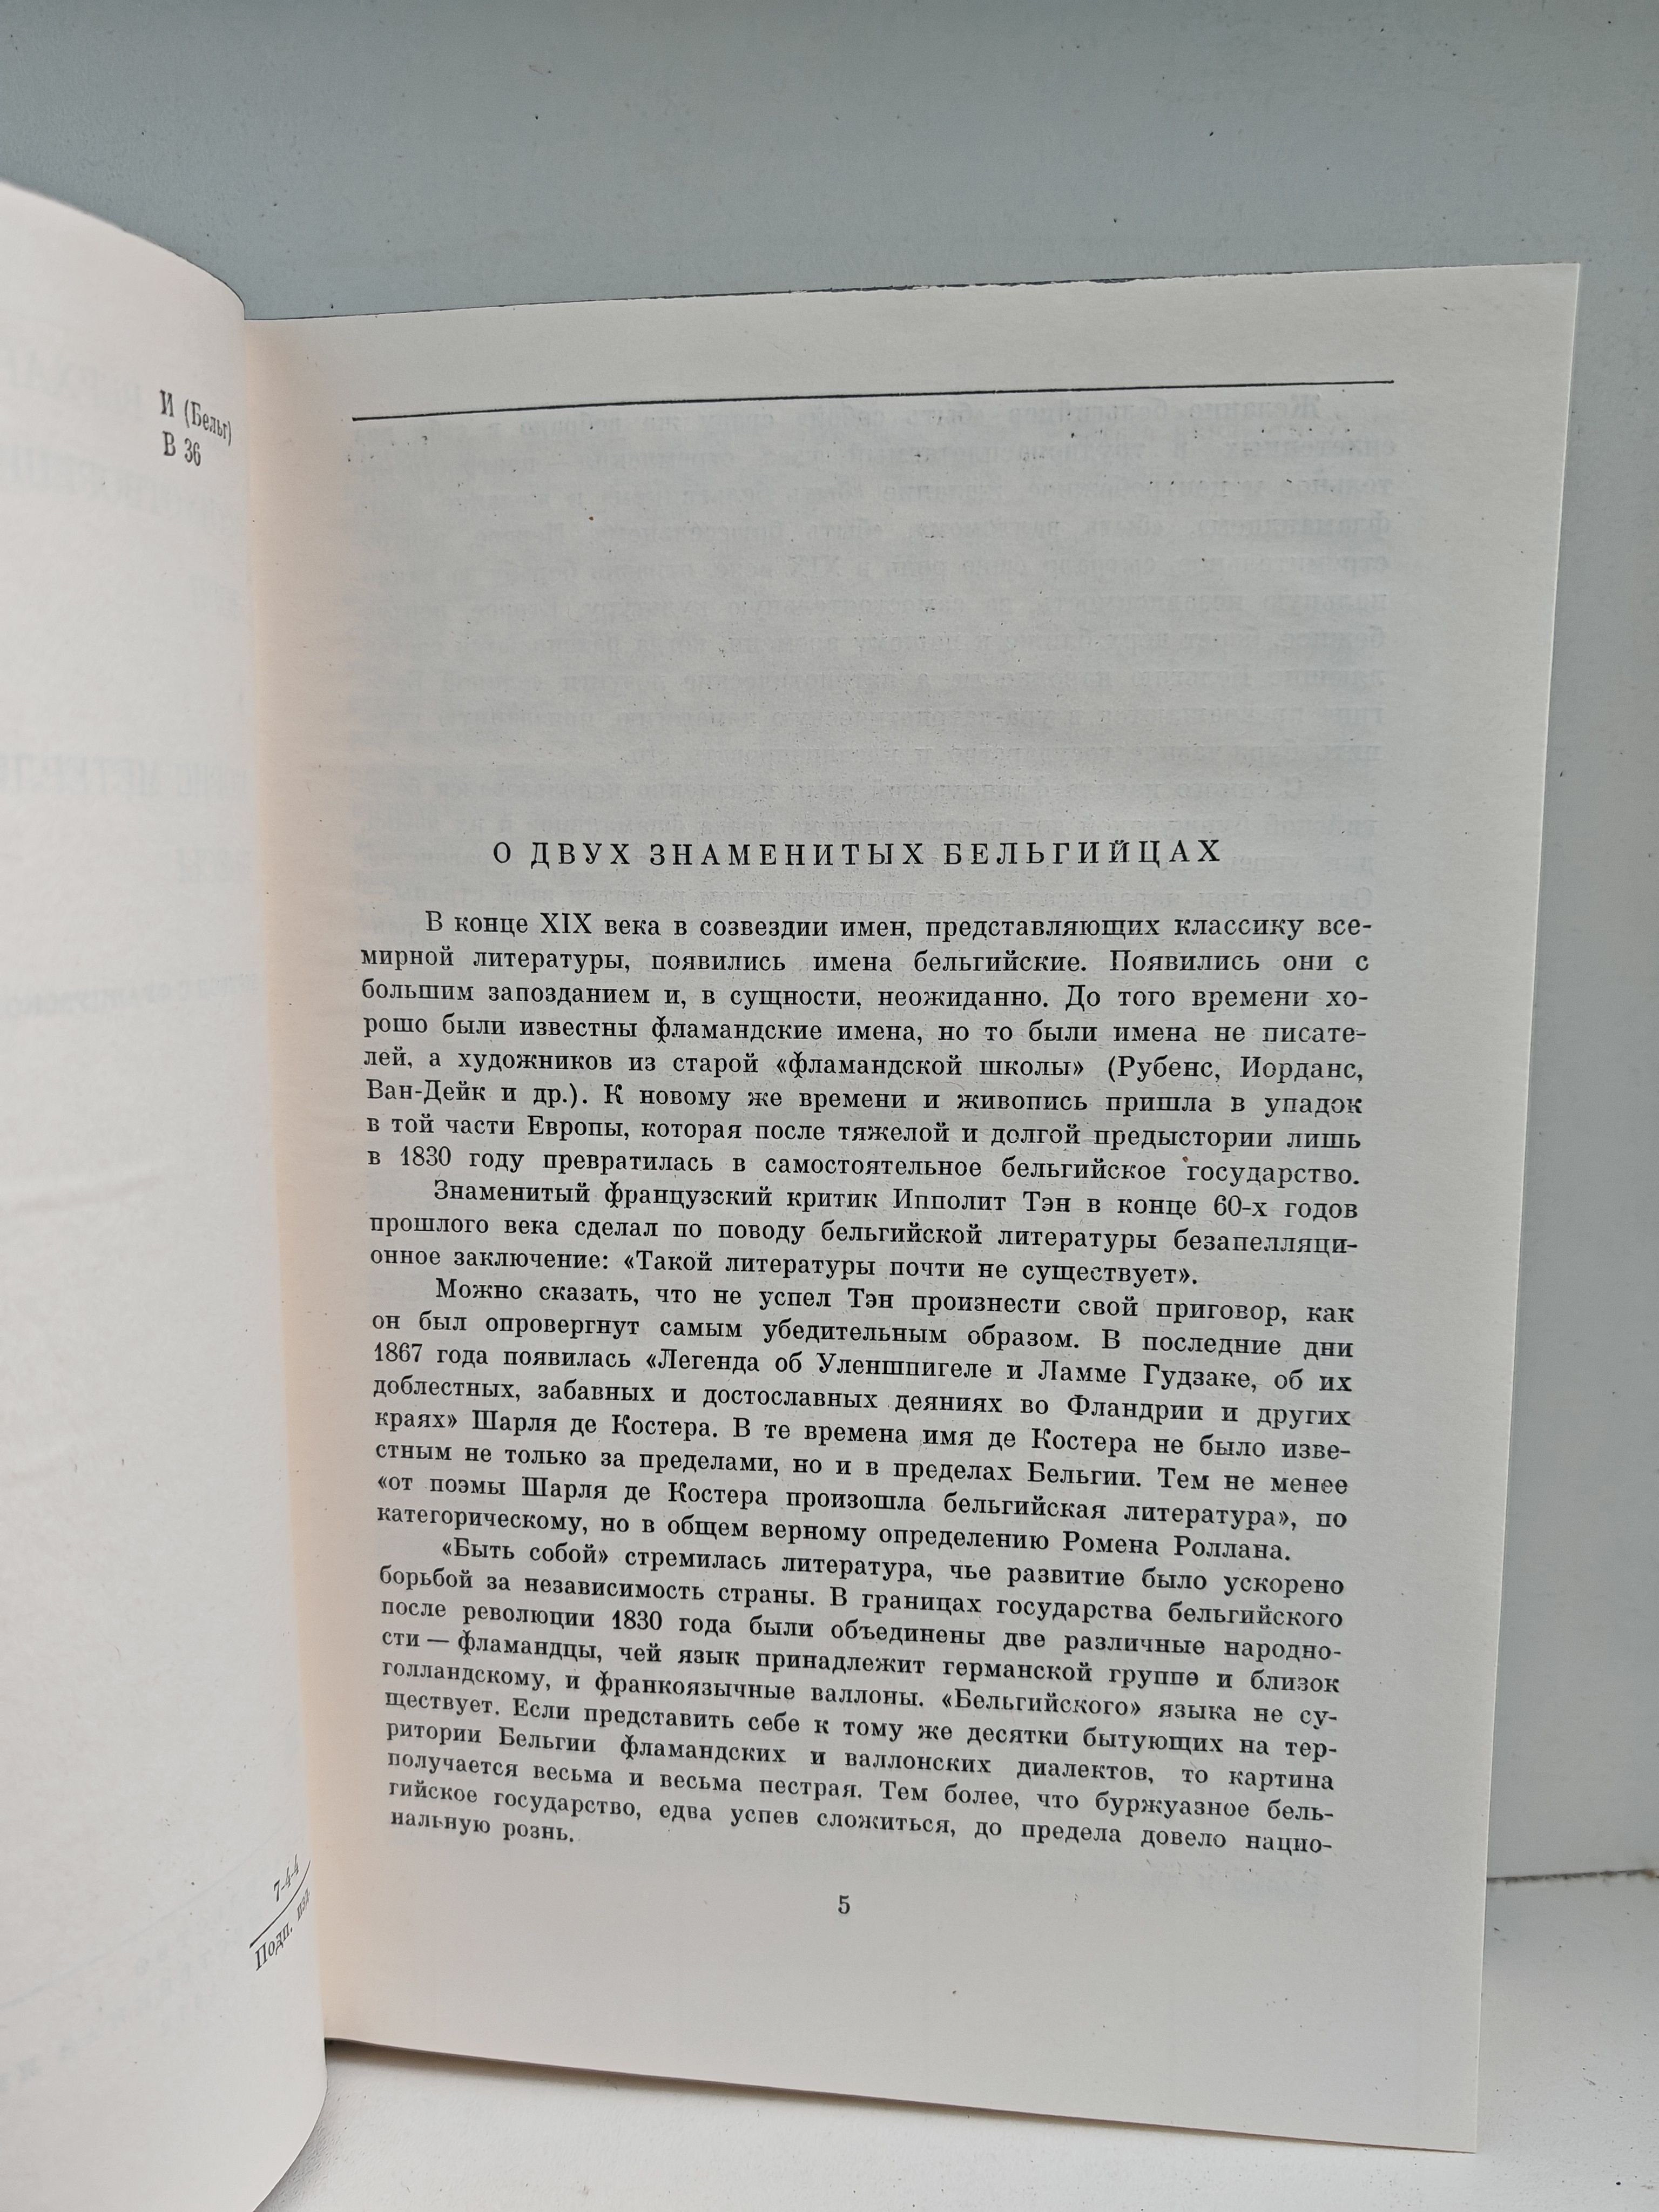 И (Бельг)
В 36
7-4-4
Подп. изд.
О ДВУХ ЗНАМЕНИТЫХ БЕЛЬГИЙЦАХ
В конце XIX века в созвездии имен, представляющих классику все-
мирной литературы, появились имена бельгийские. Появились они с
большим запозданием и, в сущности, неожиданно. До того времени хо-
рошо были известны фламандские имена, но то были имена не писате-
лей, а художников из старой «фламандской школы» (Рубенс, Иорданс,
Ван-Дейк и др.). К новому же времени и живопись пришла в упадок
в той части Европы, которая после тяжелой и долгой предыстории лишь
в 1830 году превратилась в самостоятельное бельгийское государство.
Знаменитый французский критик Ипполит Тэн в конце 60-х годов
прошлого века сделал по поводу бельгийской литературы безапелляци-
онное заключение: «Такой литературы почти не существует».
Можно сказать, что не успел Тэн произнести свой приговор, как
он был опровергнут самым убедительным образом. В последние дни
1867 года появилась «Легенда об Уленшпигеле и Ламме Гудзаке, об их
доблестных, забавных и достославных деяниях во Фландрии и других
краях» Шарля де Костера. В те времена имя де Костера не было изве-
стным не только за пределами, но и в пределах Бельгии. Тем не менее
«от поэмы Шарля де Костера произошла бельгийская литература», по
категорическому, но в общем верному определению Ромена Роллана.
«Быть собой» стремилась литература, чье развитие было ускорено
борьбой за независимость страны. В границах государства бельгийского
после революции 1830 года были объединены две различные народно-
сти — фламандцы, чей язык принадлежит германской группе и близок
голландскому, и франкоязычные валлоны. «Бельгийского» языка не су-
ществует. Если представить себе к тому же десятки бытующих на тер-
ритории Бельгии фламандских и валлонских диалектов, то картина
получается весьма и весьма пестрая. Тем более, что буржуазное бель-
гийское государство, едва успев сложиться, до предела довело нацио-
нальную рознь.
5